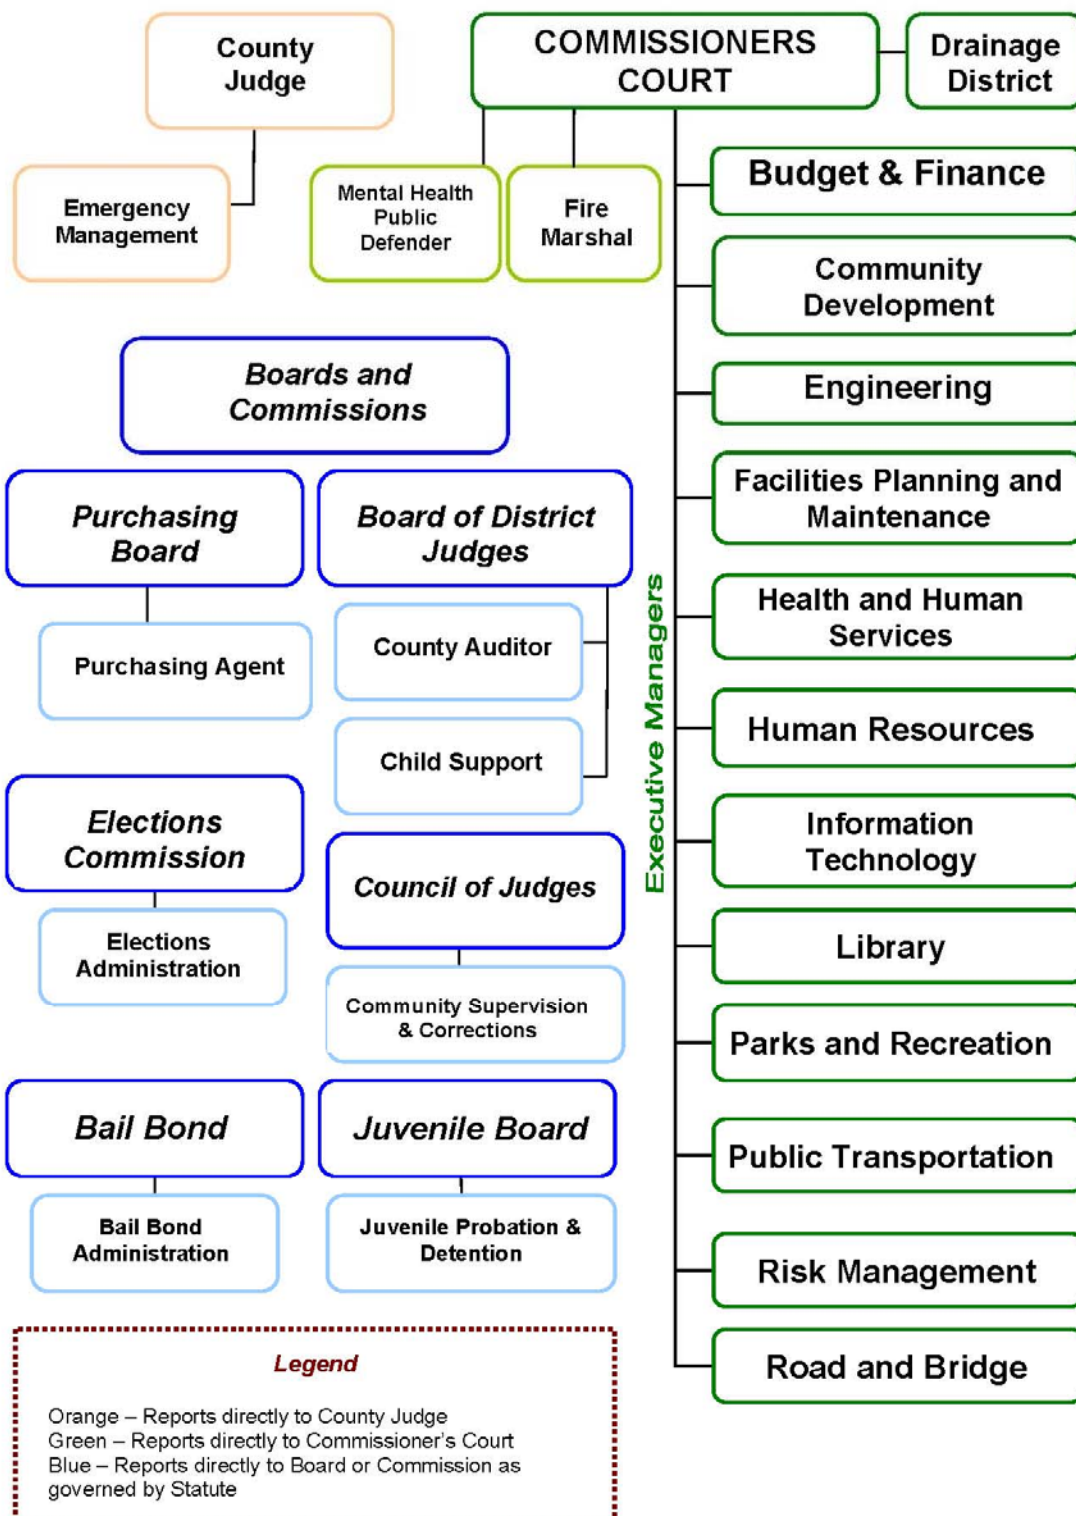 County
Judge
COMMISSIONERS
COURT
Drainage
District
Emergency
Management
Mental Health
Public
Defender
Fire
Marshal
Budget & Finance
Community
Development
Engineering
Facilities Planning and
Maintenance
Health and Human
Services
Human Resources
Information
Technology
Library
Parks and Recreation
Public Transportation
Risk Management
Road and Bridge
Executive Managers
Boards and
Commissions
Purchasing
Board
Purchasing Agent
Board of District
Judges
County Auditor
Child Support
Elections
Commission
Elections
Administration
Council of Judges
Community Supervision
& Corrections
Bail Bond
Bail Bond
Administration
Juvenile Board
Juvenile Probation &
Detention
Legend
Orange – Reports directly to County Judge
Green – Reports directly to Commissioner's Court
Blue – Reports directly to Board or Commission as
governed by Statute